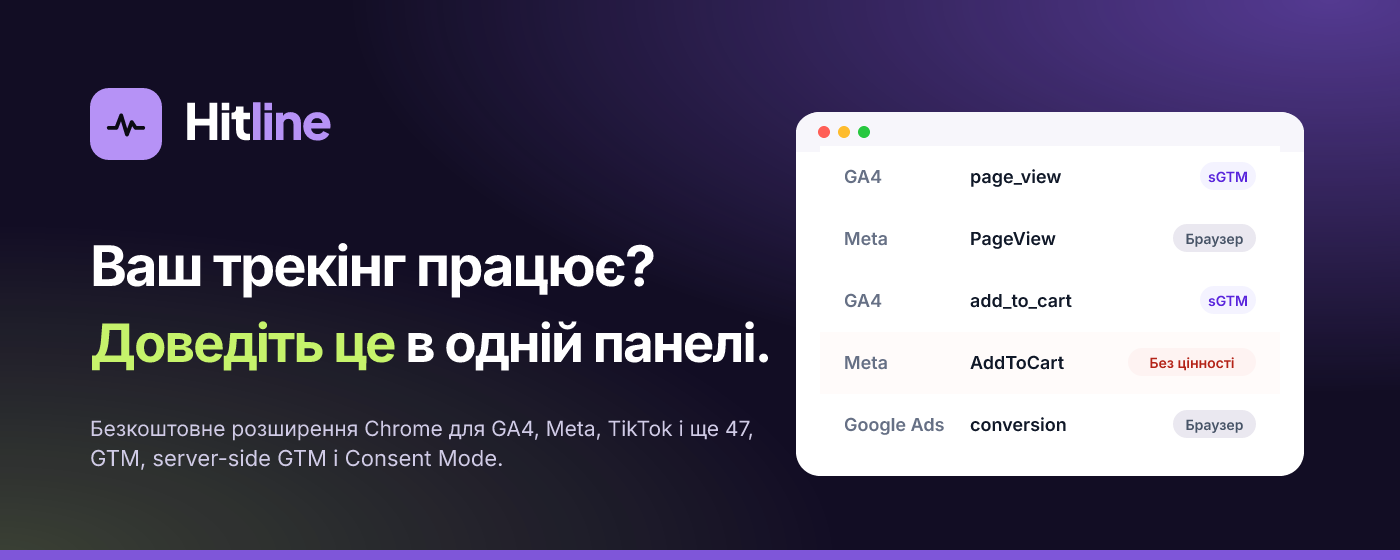 Hitline
Ваш трекінг працює?
Доведіть це в одній панелі.
Безкоштовне розширення Chrome для GA4, Meta, TikTok і ще 47,
GTM, server-side GTM і Consent Mode.
GA4 page_view sGTM
Meta PageView Браузер
GA4 add_to_cart sGTM
Meta AddToCart Без цінності
Google Ads conversion Браузер